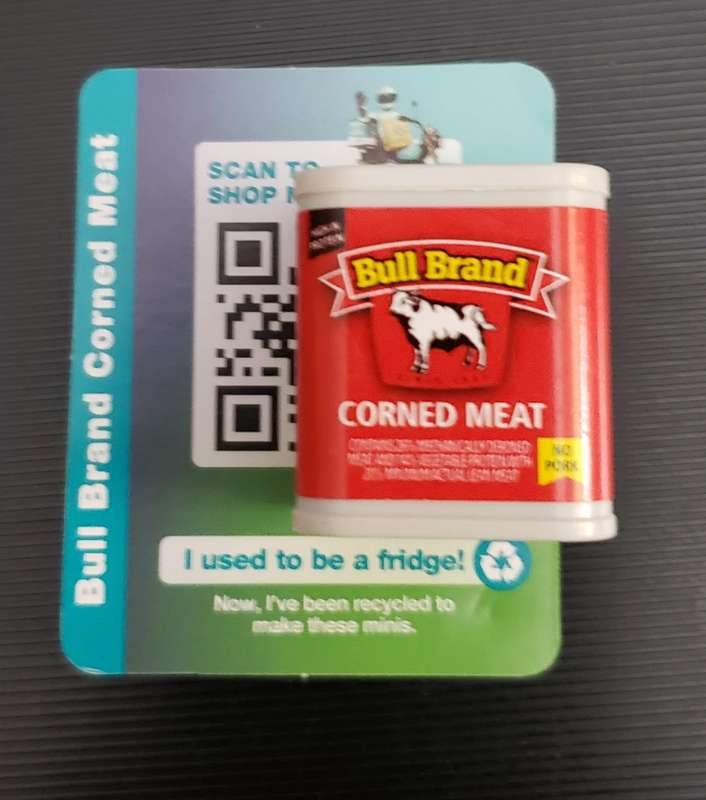 Bull Brand Corned Meat
SCAN TO
SHOP
Bull Brand
CORNED MEAT
NO
PORK
I used to be a fridge!
Now, I've been recycled to
make these minis.